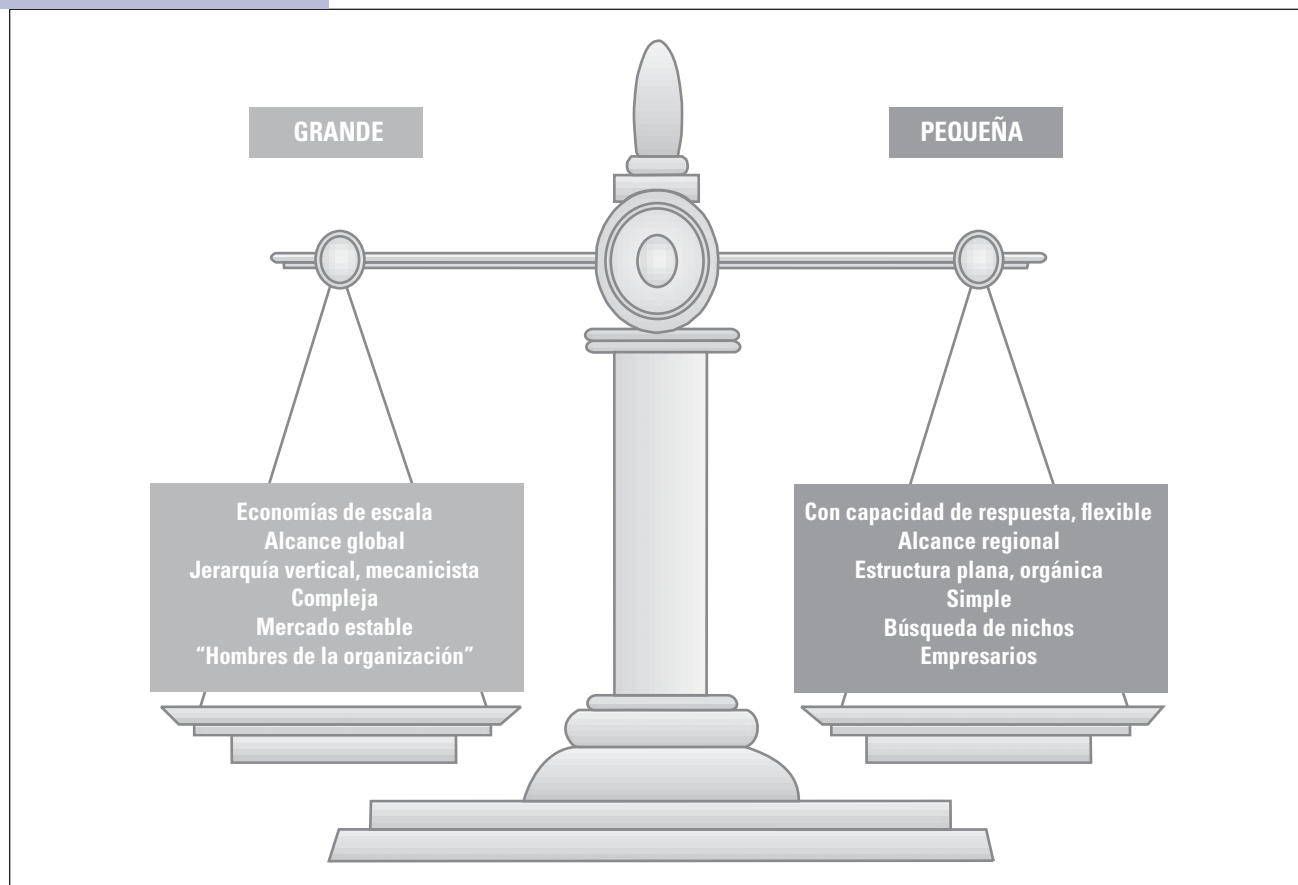 GRANDE
PEQUEÑA
Economías de escala
Alcance global
Jerarquía vertical, mecanicista
Compleja
Mercado estable
“Hombres de la organización”
Con capacidad de respuesta, flexible
Alcance regional
Estructura plana, orgánica
Simple
Búsqueda de nichos
Empresarios